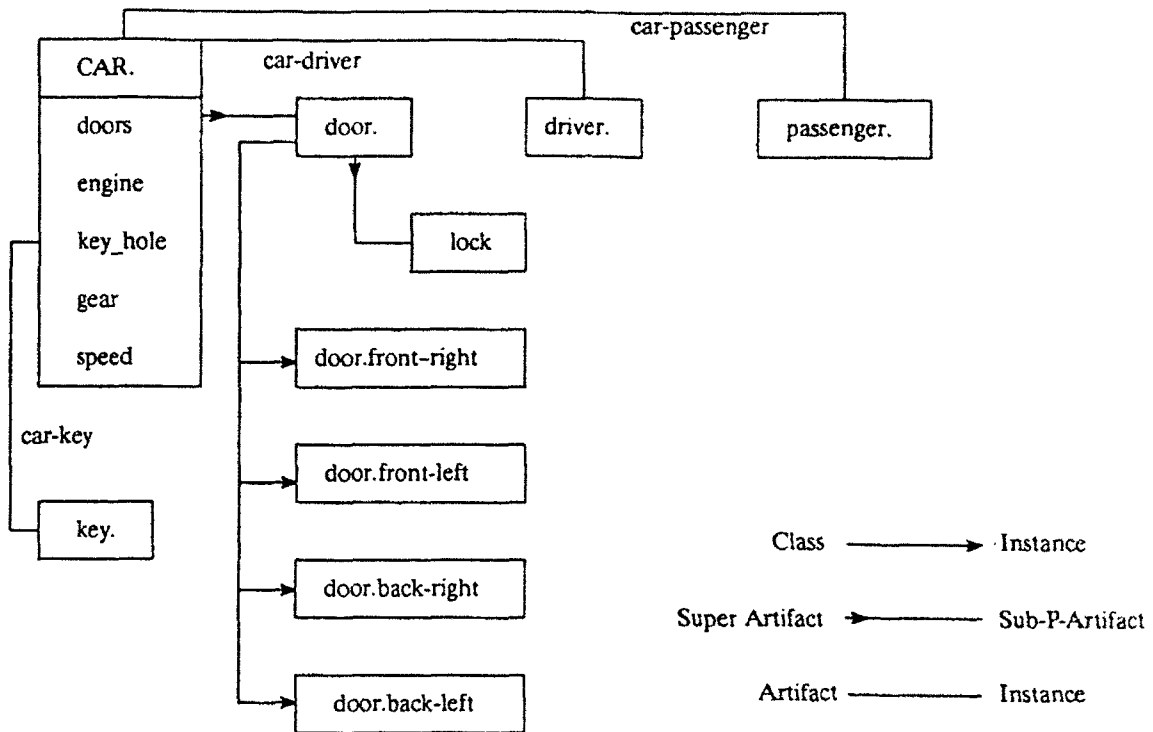 car-passenger
CAR.
car-driver
doors
door.
driver.
passenger.
engine
key_hole
lock
gear
speed
door.front-right
car-key
door.front-left
key.
Class
Instance
door.back-right
Super Artifact
Sub-P-Artifact
door.back-left
Artifact
Instance